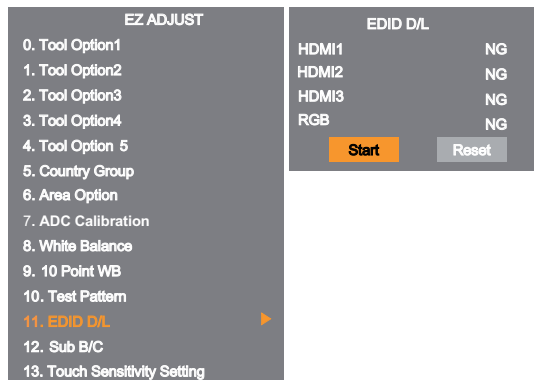 EZ ADJUST
0. Tool Option1
1. Tool Option2
2. Tool Option3
3. Tool Option4
4. Tool Option 5
5. Country Group
6. Area Option
7. ADC Calibration
8. White Balance
9. 10 Point WB
10. Test Pattern
11. EDID D/L
12. Sub B/C
13. Touch Sensitivity Setting
EDID D/L
HDMI1 NG
HDMI2 NG
HDMI3 NG
RGB NG
Start Reset